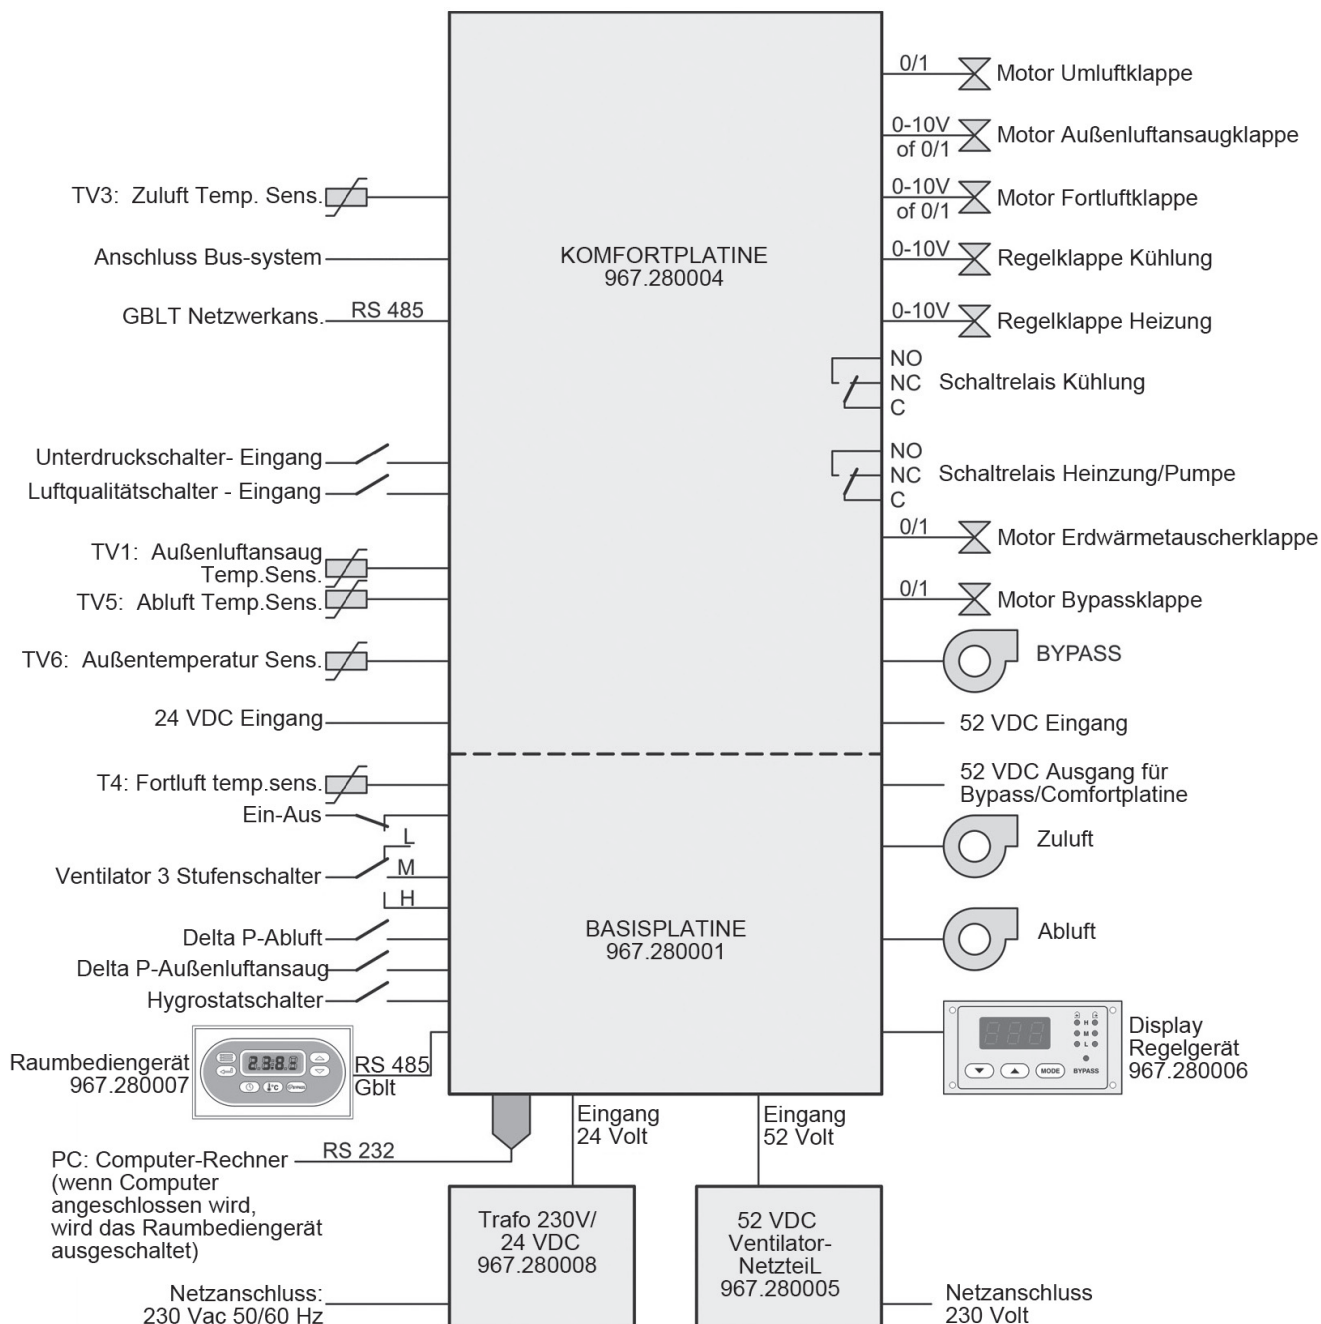 0/1
Motor Umluftklappe
0-10V
of 0/1
Motor Außenluftansaugklappe
TV3: Zuluft Temp. Sens.
0-10V
of 0/1
Motor Fortluftklappe
Anschluss Bus-system
KOMFORTPLATINE
967.280004
0-10V
Regelklappe Kühlung
GBLT Netzwerkans.
RS 485
0-10V
Regelklappe Heizung
NO
NC
C
Schaltrelais Kühlung
Unterdruckschalter- Eingang
Luftqualitätschalter - Eingang
NO
NC
C
Schaltrelais Heinzung/Pumpe
TV1: Außenluftansaug
Temp.Sens.
0/1
Motor Erdwärmetauscherklappe
TV5: Abluft Temp.Sens.
0/1
Motor Bypassklappe
TV6: Außentemperatur Sens.
BYPASS
24 VDC Eingang
52 VDC Eingang
T4: Fortluft temp.sens.
52 VDC Ausgang für
Bypass/Comfortplatine
Ein-Aus
L
Zuluft
Ventilator 3 Stufenschalter
M
H
BASISPLATINE
967.280001
Delta P-Abluft
Abluft
Delta P-Außenluftansaug
Hygrostatschalter
Raumbediengerät
967.280007
23:8
°C
RS 485
Gblt
888
H
M
L
MODE
BYPASS
Display
Regelgerät
967.280006
Eingang
24 Volt
Eingang
52 Volt
PC: Computer-Rechner
(wenn Computer
angeschlossen wird,
wird das Raumbediengerät
ausgeschaltet)
RS 232
Trafo 230V/
24 VDC
967.280008
52 VDC
Ventilator-
NetzteiL
967.280005
Netzanschluss:
230 Vac 50/60 Hz
Netzanschluss
230 Volt